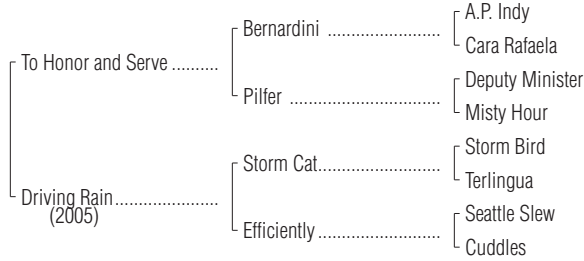 A.P. Indy
Bernardini ....................
Cara Rafaela
To Honor and Serve ..........
Deputy Minister
Pilfer ...........................
Misty Hour
Storm Bird
Storm Cat......................
Terlingua
Driving Rain.....................
(2005)
Seattle Slew
Efficiently ......................
Cuddles